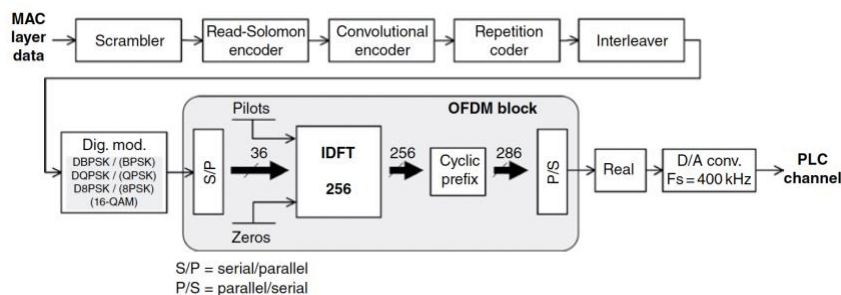 MAC
layer
data
Scrambler
Read-Solomon
encoder
Convolutional
encoder
Repetition
coder
Interleaver
Dig. mod.
DBPSK / (BPSK)
DQPSK / (QPSK)
D8PSK / (8PSK)
(16-QAM)
S/P
Pilots
Zeros
36
IDFT
256
256
Cyclic
prefix
286
OFDM block
P/S
Real
D/A conv.
Fs = 400 kHz
PLC
channel
S/P = serial/parallel
P/S = parallel/serial